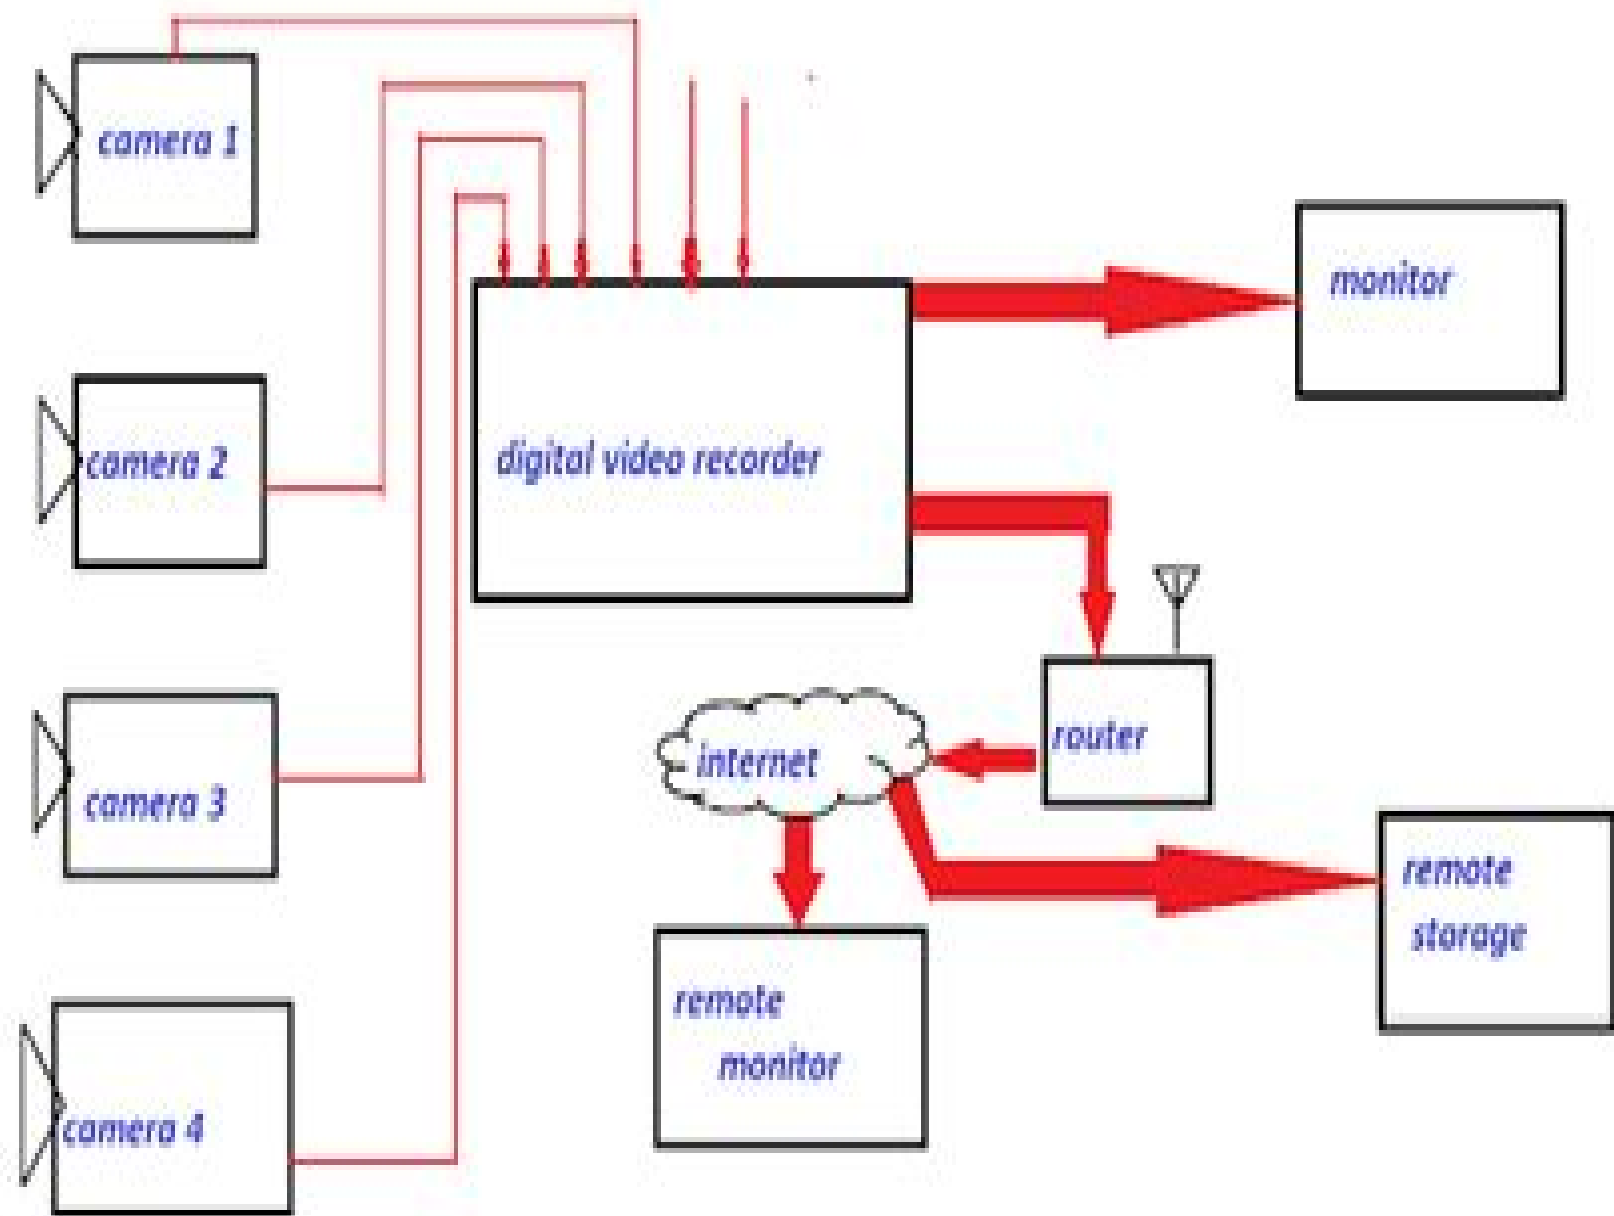 camera 1
monitor
digital video recorder
camera 2
router
internet
camera 3
remote
storage
remote
monitor
camera 4